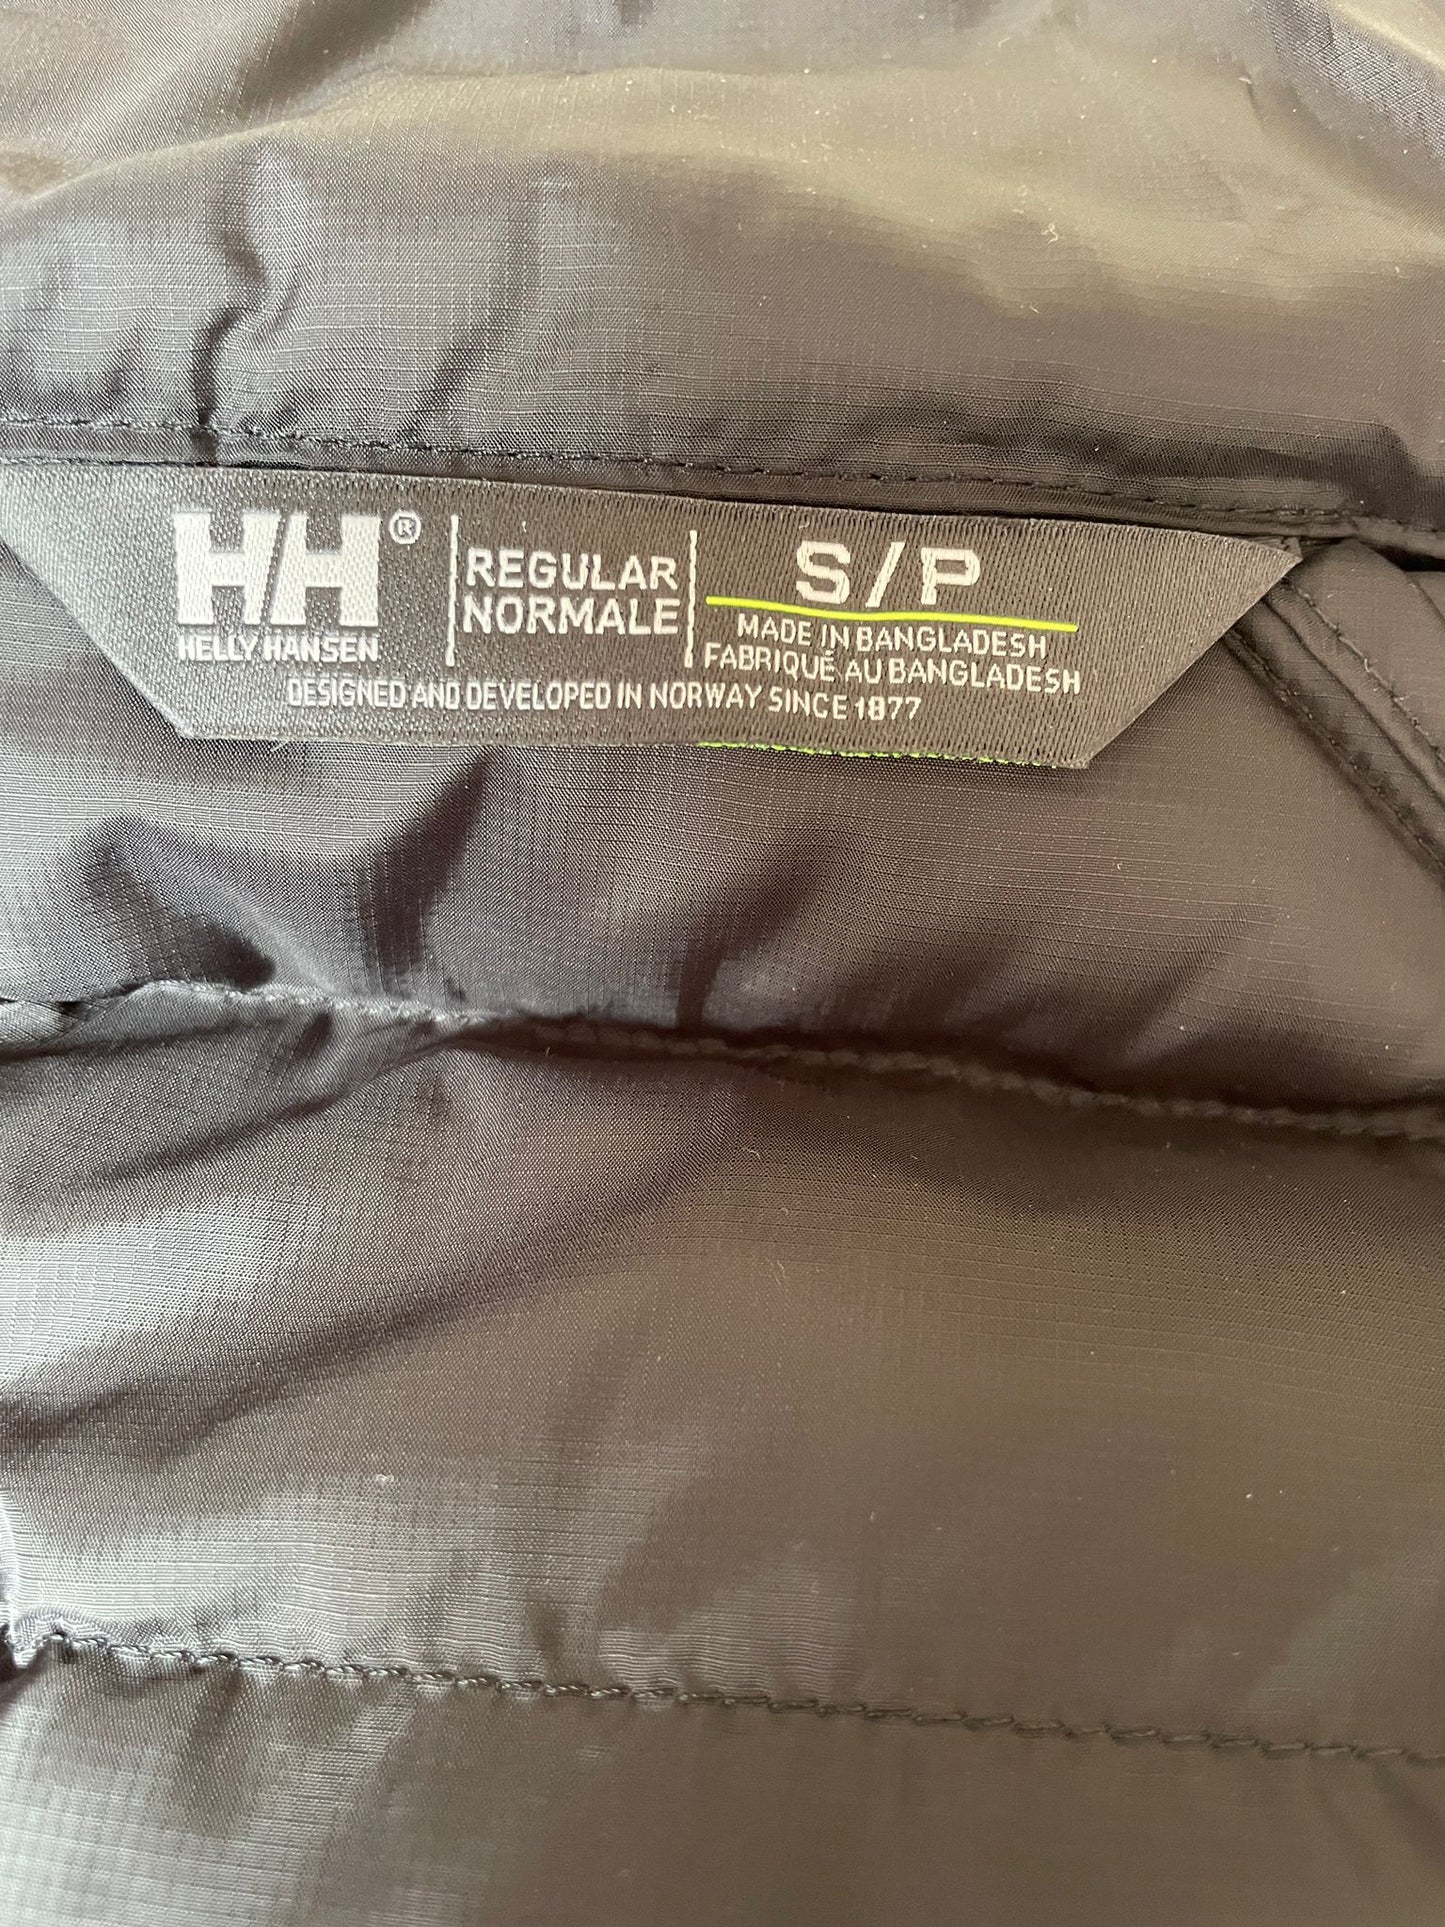 HH®
HELLY HANSEN
REGULAR
NORMALE
S/P
MADE IN BANGLADESH
FABRIQUÉ AU BANGLADESH
DESIGNED AND DEVELOPED IN NORWAY SINCE 1877